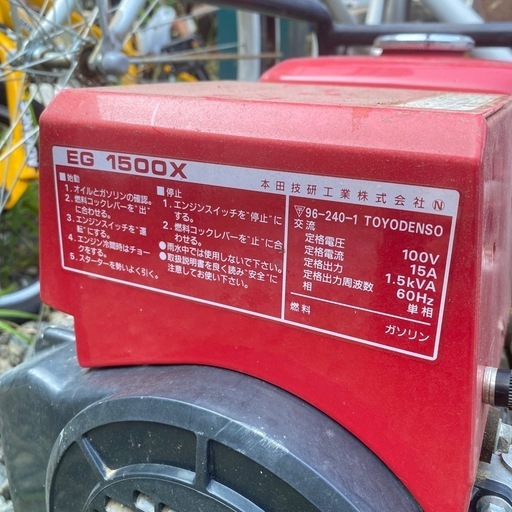 EG 1500X
本田技研工業株式会社 N
■始動
1. オイルとガソリンの確認。
2. 燃料コックレバーを“出”
に合わせる。
3. エンジンスイッチを“運
転”にする。
4. エンジン冷間時はチョー
クをする。
5. スターターを勢いよく引く。
■停止
1. エンジンスイッチを“停止”に
する。
2. 燃料コックレバーを“止”に
合わせる。
●雨水中では使用しないで下さい。
●取扱説明書を良く読み“安全”に
注意してお使い下さい。
96-240-1 TOYODENSO
交流
定格電圧 100V
定格電流 15A
定格出力 1.5kVA
定格出力周波数 60Hz
相 単相
燃料 ガソリン